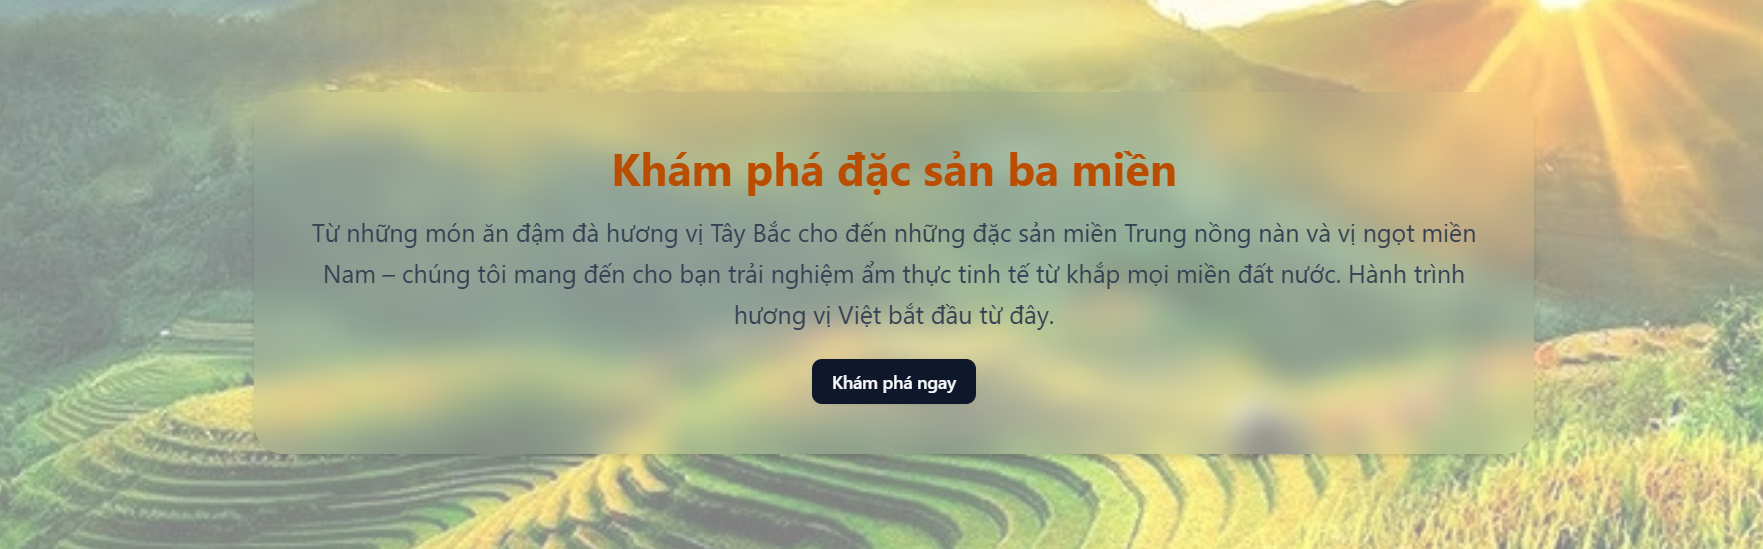 Khám phá đặc sản ba miền
Từ những món ăn đậm đà hương vị Tây Bắc cho đến những đặc sản miền Trung nồng nàn và vị ngọt miền
Nam – chúng tôi mang đến cho bạn trải nghiệm ẩm thực tinh tế từ khắp mọi miền đất nước. Hành trình
hương vị Việt bắt đầu từ đây.
Khám phá ngay